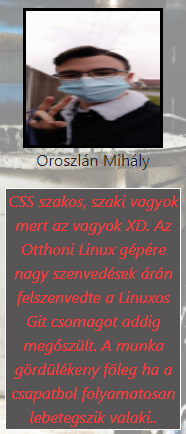 Oroszlán Mihály
CSS szakos, szaki vagyok
mert az vagyok XD. Az
Otthoni Linux gépére
nagy szenvedések árán
felszenvedte a Linuxos
Git csomagot addig
megőszült. A munka
gördülékeny főleg ha a
csapatbol folyamatosan
lebetegszik valaki..